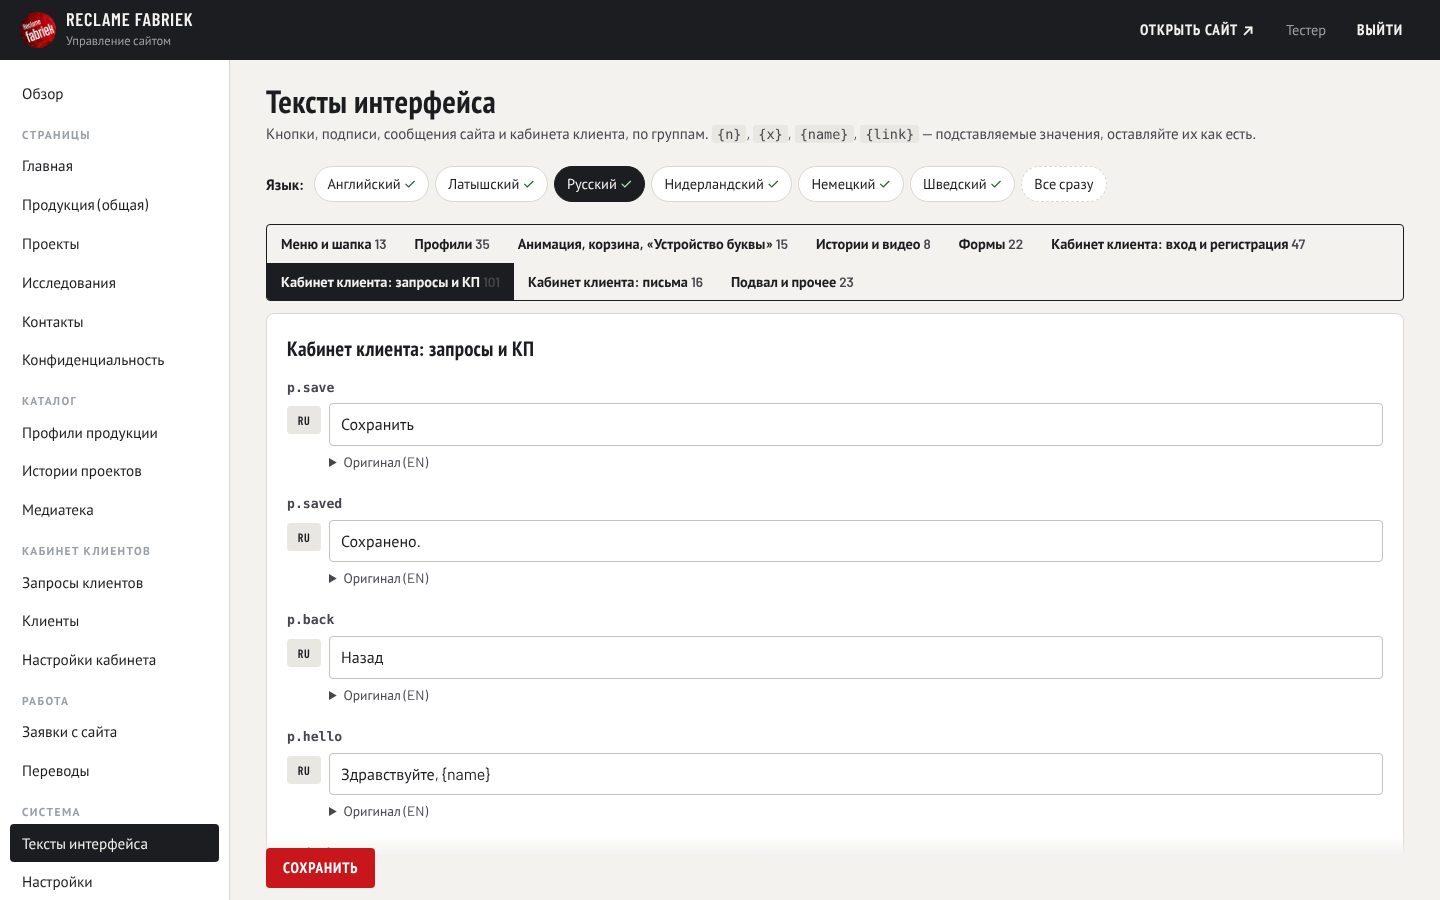 Reclame fabriek
RECLAME FABRIEK
Управление сайтом
ОТКРЫТЬ САЙТ ↗
Тестер
ВЫЙТИ
Обзор
СТРАНИЦЫ
Главная
Продукция (общая)
Проекты
Исследования
Контакты
Конфиденциальность
КАТАЛОГ
Профили продукции
Истории проектов
Медиатека
КАБИНЕТ КЛИЕНТОВ
Запросы клиентов
Клиенты
Настройки кабинета
РАБОТА
Заявки с сайта
Переводы
СИСТЕМА
Тексты интерфейса
Настройки
Тексты интерфейса
Кнопки, подписи, сообщения сайта и кабинета клиента, по группам. {n}, {x}, {name}, {link} — подставляемые значения, оставляйте их как есть.
Язык: Английский ✓ Латышский ✓ Русский ✓ Нидерландский ✓ Немецкий ✓ Шведский ✓ Все сразу
Меню и шапка 13 Профили 35 Анимация, корзина, «Устройство буквы» 15 Истории и видео 8 Формы 22 Кабинет клиента: вход и регистрация 47
Кабинет клиента: запросы и КП 101 Кабинет клиента: письма 16 Подвал и прочее 23
Кабинет клиента: запросы и КП
p.save
RU Сохранить
▶ Оригинал (EN)
p.saved
RU Сохранено.
▶ Оригинал (EN)
p.back
RU Назад
▶ Оригинал (EN)
p.hello
RU Здравствуйте, {name}
▶ Оригинал (EN)
СОХРАНИТЬ